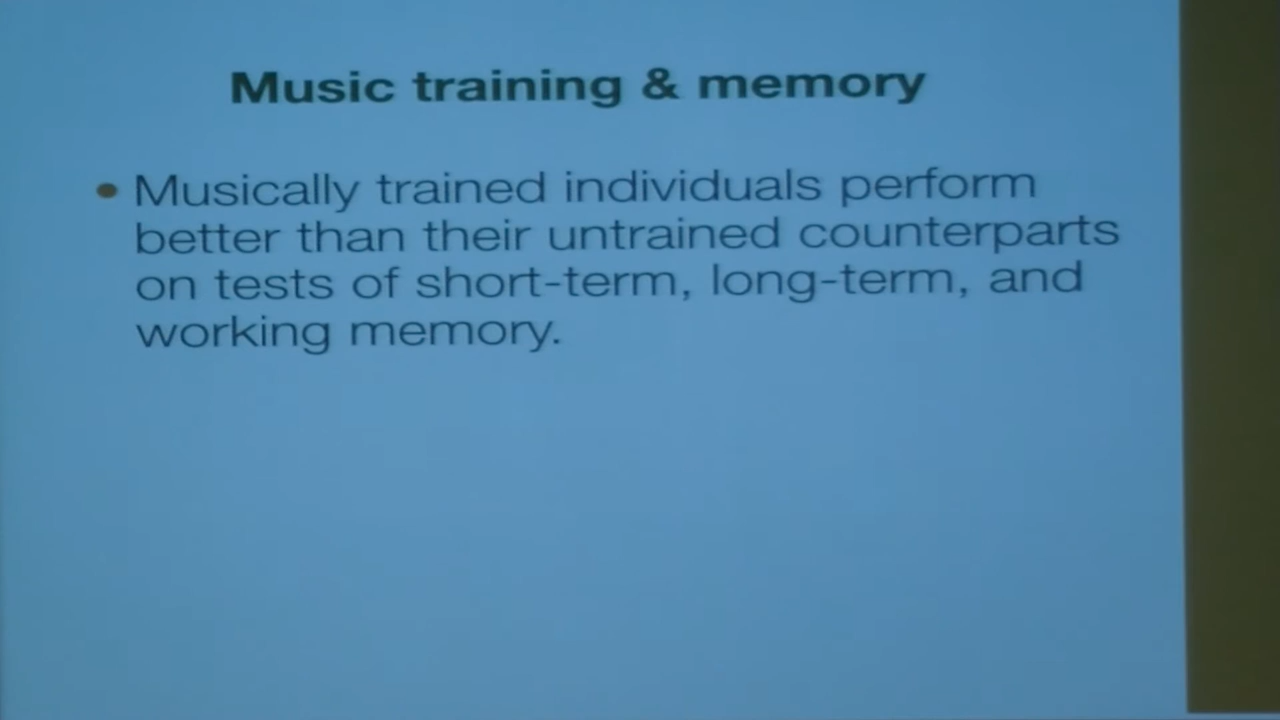 Music training & memory
• Musically trained individuals perform
better than their untrained counterparts
on tests of short-term, long-term, and
working memory.